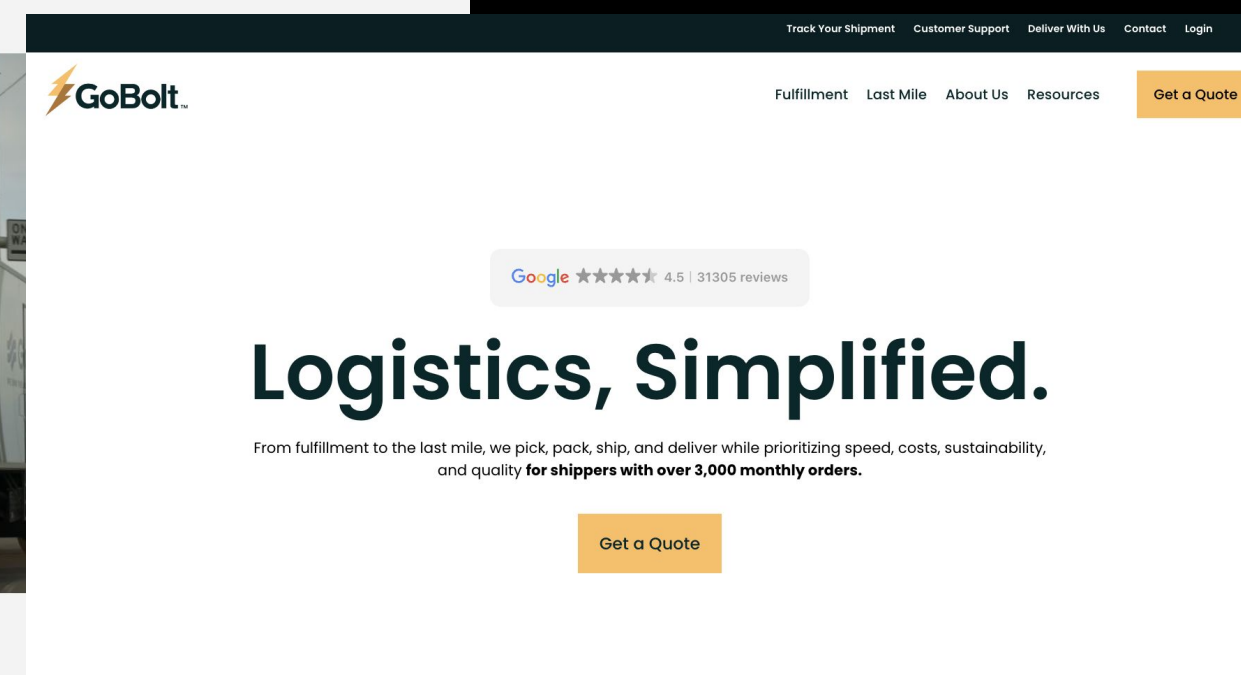 Track Your Shipment Customer Support Deliver With Us Contact Login
GoBolt™
Fulfillment Last Mile About Us Resources Get a Quote
Google 4.5 | 31305 reviews
Logistics, Simplified.
From fulfillment to the last mile, we pick, pack, ship, and deliver while prioritizing speed, costs, sustainability,
and quality for shippers with over 3,000 monthly orders.
Get a Quote